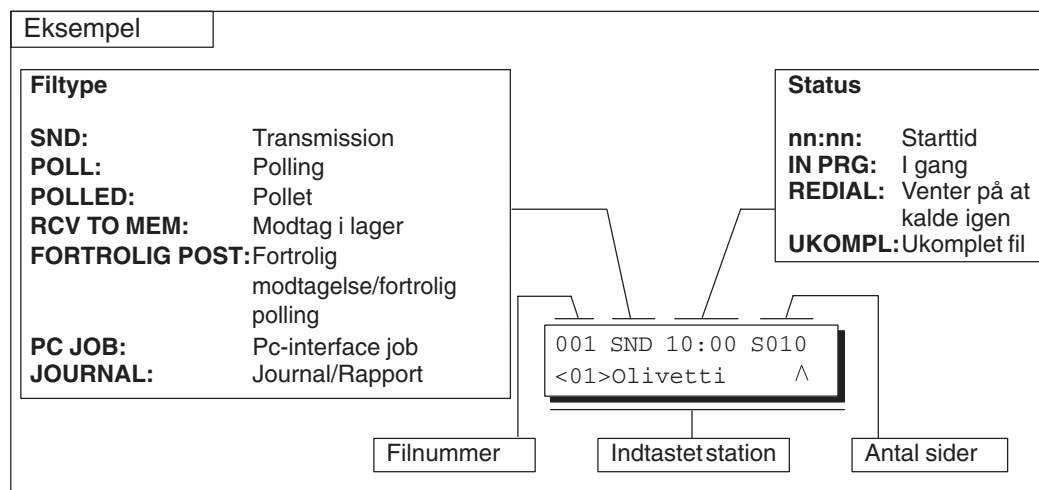 Eksempel
Filtype
SND: Transmission
POLL: Polling
POLLED: Pollet
RCV TO MEM: Modtag i lager
FORTROLIG POST: Fortrolig
modtagelse/fortrolig
polling
PC JOB: Pc-interface job
JOURNAL: Journal/Rapport
Status
nn:nn: Starttid
IN PRG: I gang
REDIAL: Venter på at
kalde igen
UKOMPL: Ukomplet fil
001 SND 10:00 S010
<01>Olivetti ^
Filnummer
Indtastet station
Antal sider